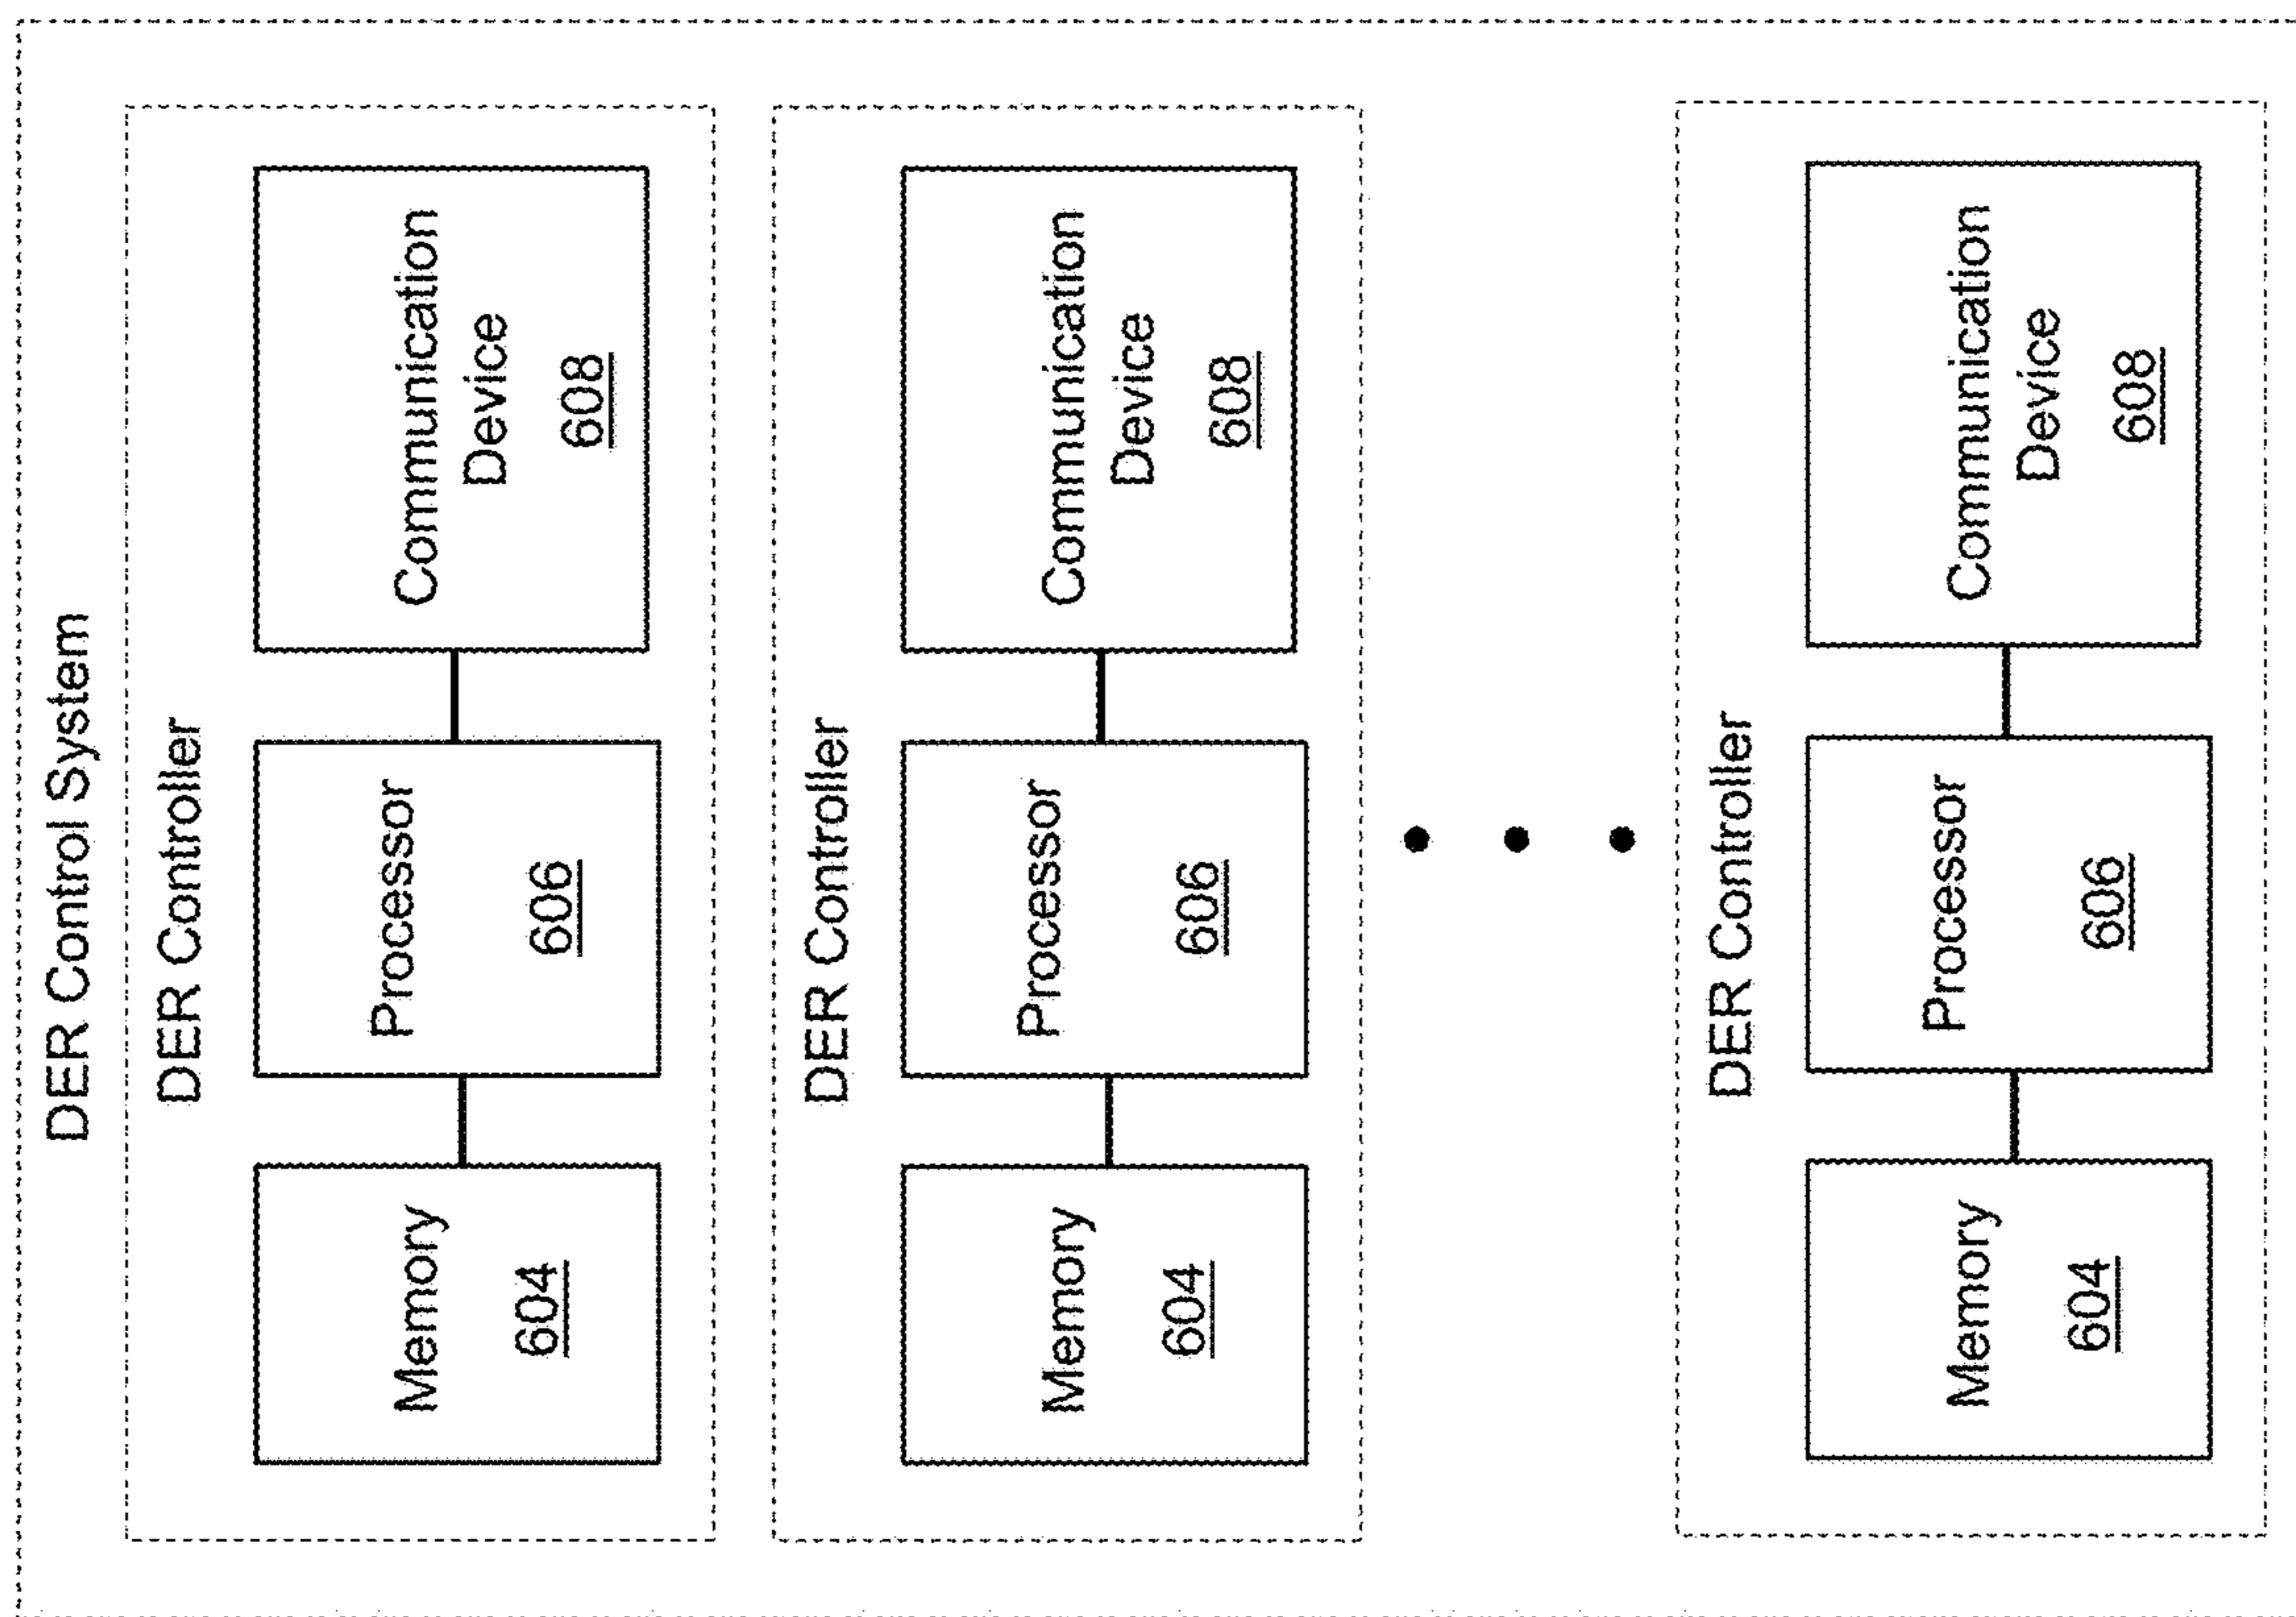 DER Control System
DER Controller
Memory
604
Processor
606
Communication
Device
608
DER Controller
Memory
604
Processor
606
Communication
Device
608
DER Controller
Memory
604
Processor
606
Communication
Device
608